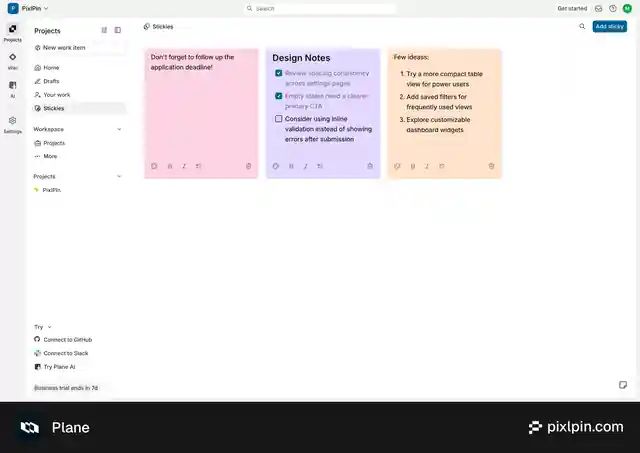 PixlPin
Search
Get started
M
Projects
Wiki
AI
Settings
Projects
New work item
Home
Drafts
Your work
Stickies
Workspace
Projects
More
Projects
PixlPin
Try
Connect to GitHub
Connect to Slack
Try Plane AI
Business trial ends in 7d
Stickies
Add sticky
Don't forget to follow up the
application deadline!
Design Notes
Review spacing consistency
across settings pages
Empty states need a clearer
primary CTA
Consider using inline
validation instead of showing
errors after submission
Few ideass:
1. Try a more compact table
view for power users
2. Add saved filters for
frequently used views
3. Explore customizable
dashboard widgets
Plane
pixlpin.com